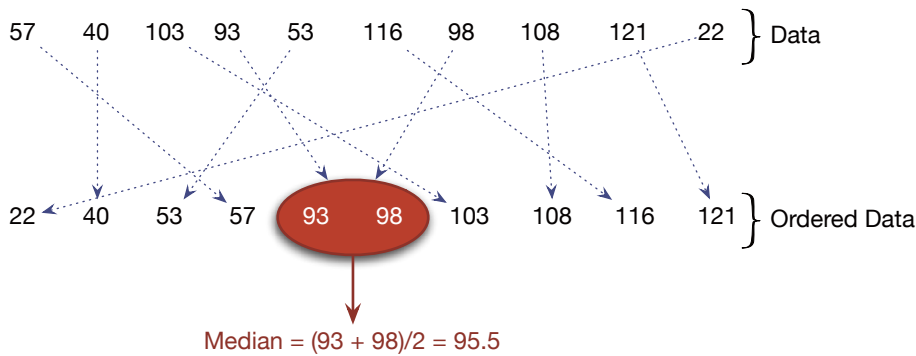 57 40 103 93 53 116 98 108 121 22 Data
22 40 53 57 93 98 103 108 116 121 Ordered Data
Median = (93 + 98)/2 = 95.5